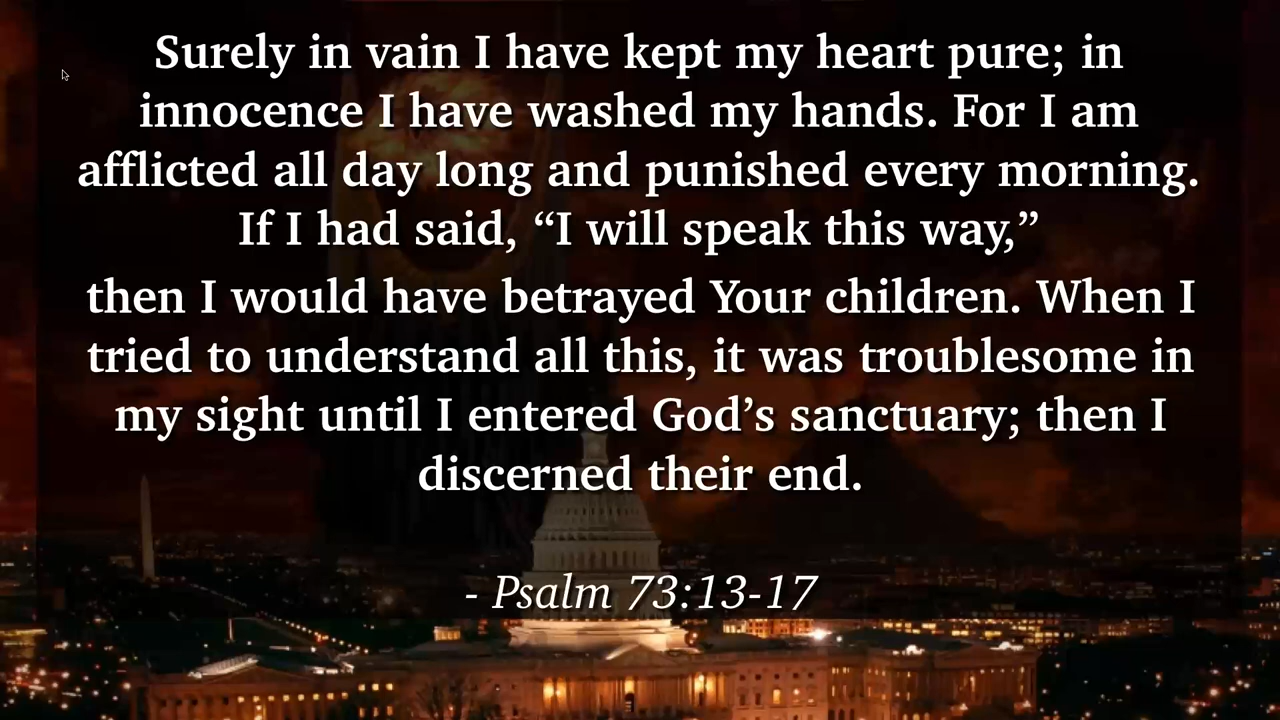 Surely in vain I have kept my heart pure; in
innocence I have washed my hands. For I am
afflicted all day long and punished every morning.
If I had said, “I will speak this way,”
then I would have betrayed Your children. When I
tried to understand all this, it was troublesome in
my sight until I entered God’s sanctuary; then I
discerned their end.
- Psalm 73:13-17